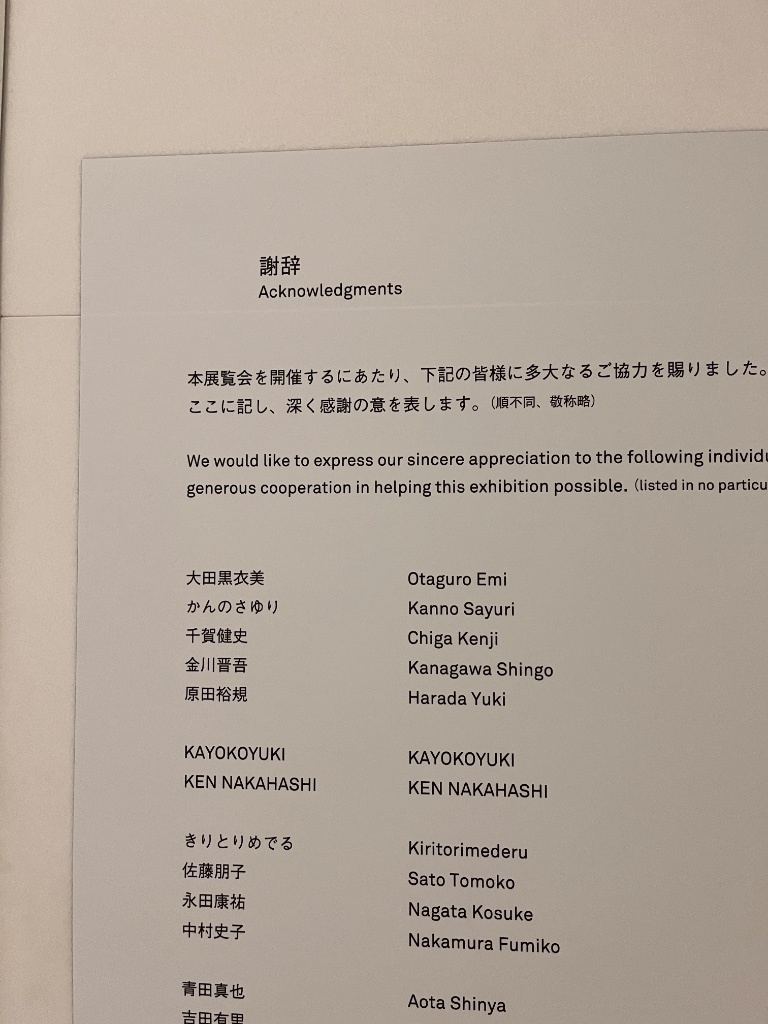 謝辞
Acknowledgments
本展覧会を開催するにあたり、下記の皆様に多大なるご協力を賜りました。
ここに記し、深く感謝の意を表します。（順不同、敬称略）
We would like to express our sincere appreciation to the following
generous cooperation in helping this exhibition possible. (listed in no
大田黒衣美 Otaguro Emi
かんのさゆり Kanno Sayuri
千賀健史 Chiga Kenji
金川晋吾 Kanagawa Shingo
原田裕規 Harada Yuki
KAYOKOYUKI KAYOKOYUKI
KEN NAKAHASHI KEN NAKAHASHI
きりとりめでる Kiritorimederu
佐藤朋子 Sato Tomoko
永田康祐 Nagata Kosuke
中村史子 Nakamura Fumiko
青田真也 Aota Shinya
吉田有里